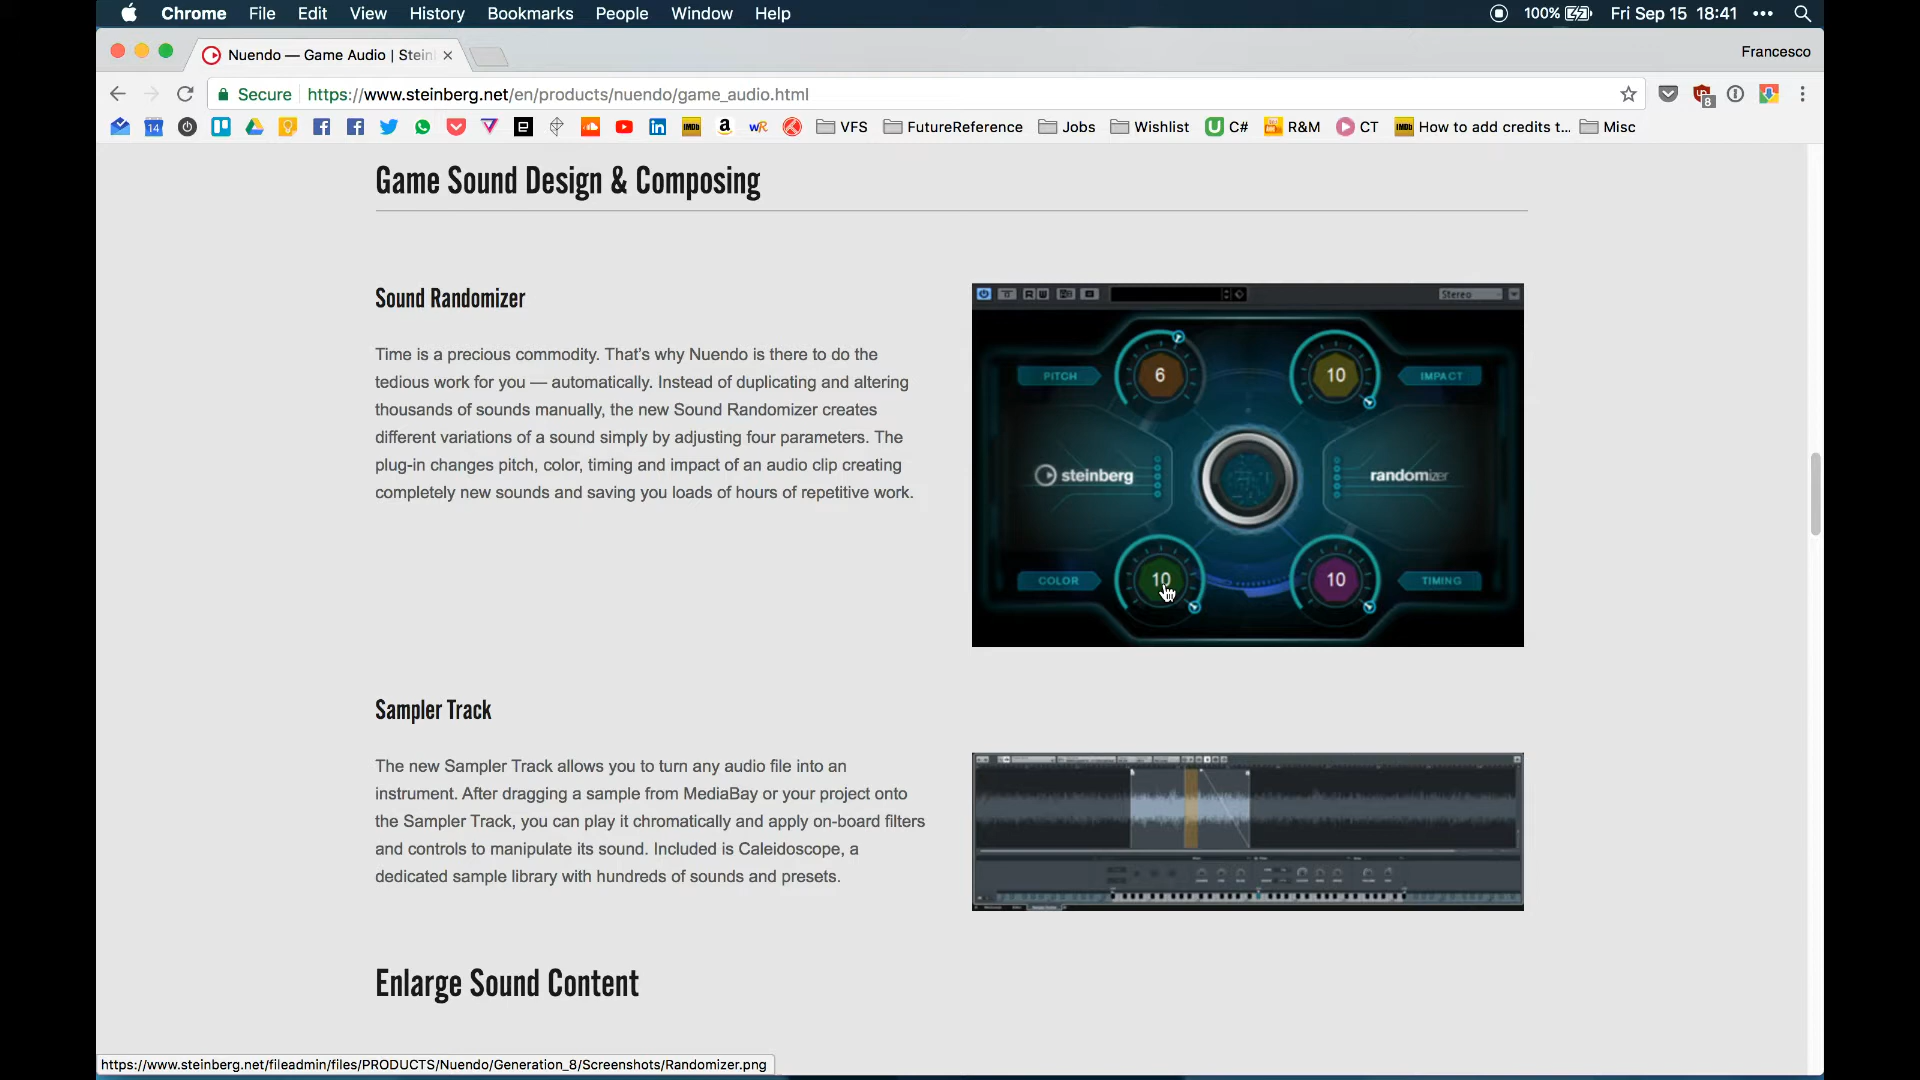 Chrome File Edit View History Bookmarks People Window Help 100% Fri Sep 15 18:41
Nuendo — Game Audio | Stein
Francesco
Secure https://www.steinberg.net/en/products/nuendo/game_audio.html
8
14 IMDb wR VFS FutureReference Jobs Wishlist C# R&M CT IMDb How to add credits t... Misc
Game Sound Design & Composing
Sound Randomizer
Time is a precious commodity. That's why Nuendo is there to do the
tedious work for you — automatically. Instead of duplicating and altering
thousands of sounds manually, the new Sound Randomizer creates
different variations of a sound simply by adjusting four parameters. The
plug-in changes pitch, color, timing and impact of an audio clip creating
completely new sounds and saving you loads of hours of repetitive work.
R W Stereo
PITCH 6 10 IMPACT
steinberg randomizer
COLOR 10 10 TIMING
Sampler Track
The new Sampler Track allows you to turn any audio file into an
instrument. After dragging a sample from MediaBay or your project onto
the Sampler Track, you can play it chromatically and apply on-board filters
and controls to manipulate its sound. Included is Caleidoscope, a
dedicated sample library with hundreds of sounds and presets.
Enlarge Sound Content
https://www.steinberg.net/fileadmin/files/PRODUCTS/Nuendo/Generation_8/Screenshots/Randomizer.png